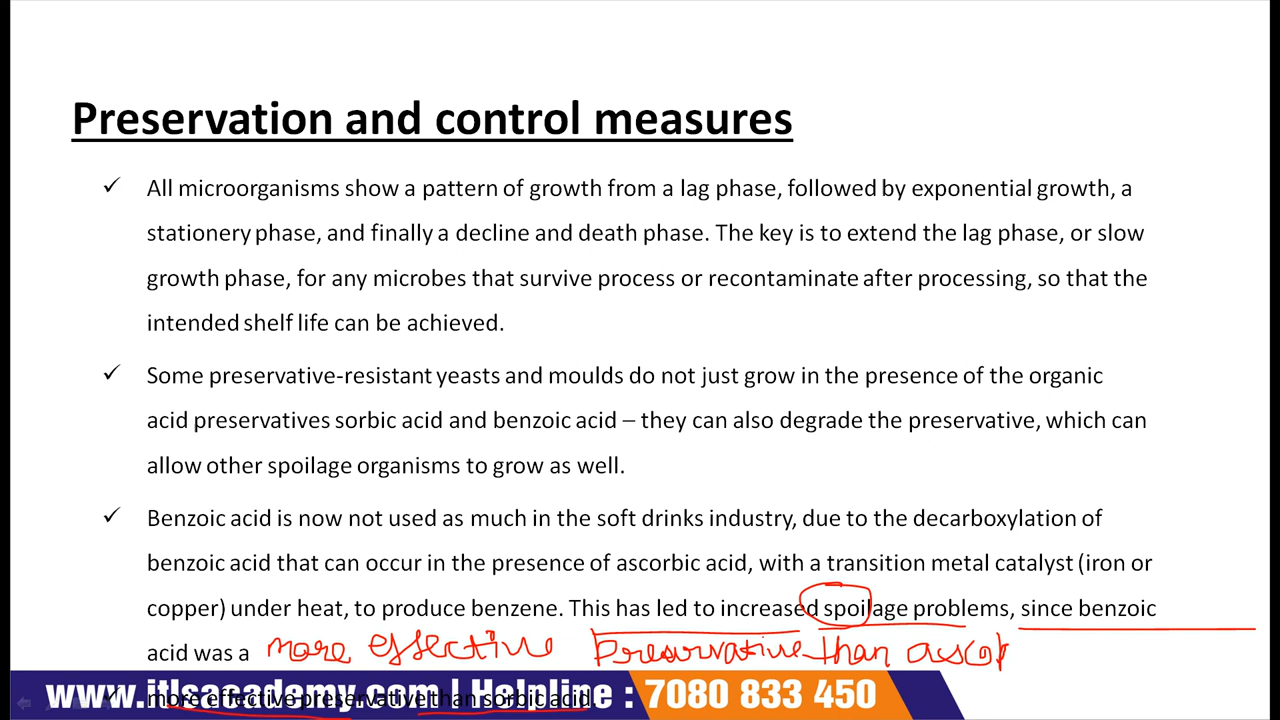 Preservation and control measures
✓ All microorganisms show a pattern of growth from a lag phase, followed by exponential growth, a
stationery phase, and finally a decline and death phase. The key is to extend the lag phase, or slow
growth phase, for any microbes that survive process or recontaminate after processing, so that the
intended shelf life can be achieved.
✓ Some preservative-resistant yeasts and moulds do not just grow in the presence of the organic
acid preservatives sorbic acid and benzoic acid – they can also degrade the preservative, which can
allow other spoilage organisms to grow as well.
✓ Benzoic acid is now not used as much in the soft drinks industry, due to the decarboxylation of
benzoic acid that can occur in the presence of ascorbic acid, with a transition metal catalyst (iron or
copper) under heat, to produce benzene. This has led to increased spoilage problems, since benzoic
acid was a more effective preservative than
more effective preservative than sorbic acid.
www.itlsacademy.com | Helpline : 7080 833 450